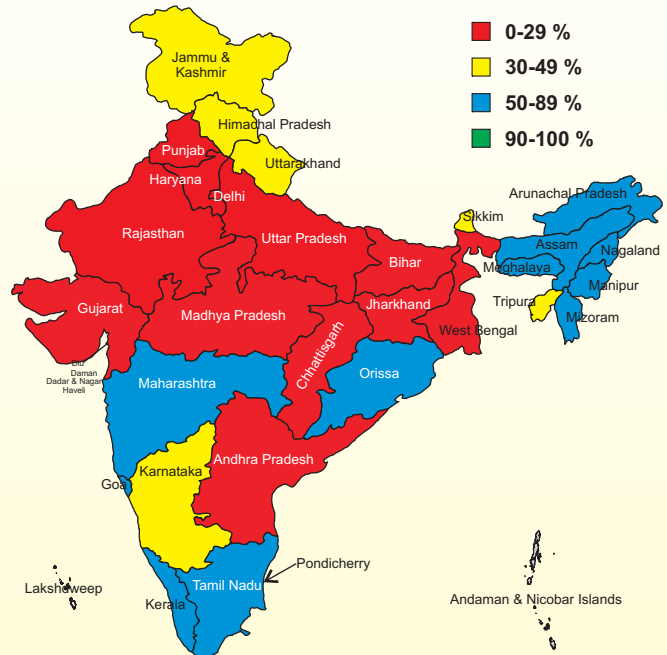 0-29 %
30-49 %
50-89 %
90-100 %
Jammu &
Kashmir
Himachal Pradesh
Punjab
Uttarakhand
Haryana
Delhi
Arunachal Pradesh
Sikkim
Rajasthan
Uttar Pradesh
Assam
Nagaland
Bihar
Meghalaya
Manipur
Gujarat
Jharkhand
Tripura
Madhya Pradesh
Mizoram
West Bengal
Chhattisgarh
Diu
Daman
Dadar & Nagar
Haveli
Maharashtra
Orissa
Andhra Pradesh
Karnataka
Goa
Pondicherry
Lakshdweep
Tamil Nadu
Kerala
Andaman & Nicobar Islands